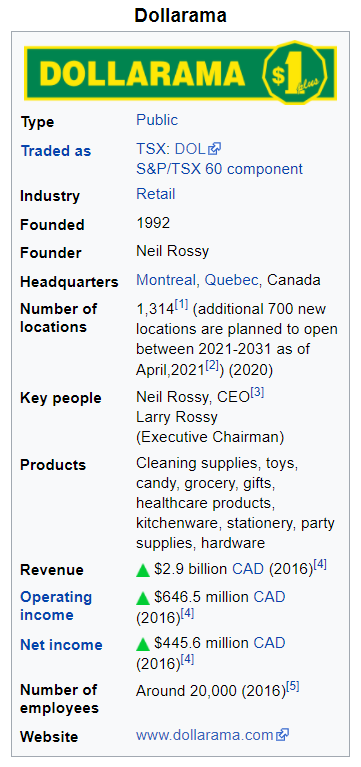 Dollarama
DOLLARAMA $1 plus
Type Public
Traded as TSX: DOL
S&P/TSX 60 component
Industry Retail
Founded 1992
Founder Neil Rossy
Headquarters Montreal, Quebec, Canada
Number of locations 1,314[1] (additional 700 new
locations are planned to open
between 2021-2031 as of
April,2021[2]) (2020)
Key people Neil Rossy, CEO[3]
Larry Rossy
(Executive Chairman)
Products Cleaning supplies, toys,
candy, grocery, gifts,
healthcare products,
kitchenware, stationery, party
supplies, hardware
Revenue ▲ $2.9 billion CAD (2016)[4]
Operating income ▲ $646.5 million CAD
(2016)[4]
Net income ▲ $445.6 million CAD
(2016)[4]
Number of employees Around 20,000 (2016)[5]
Website www.dollarama.com